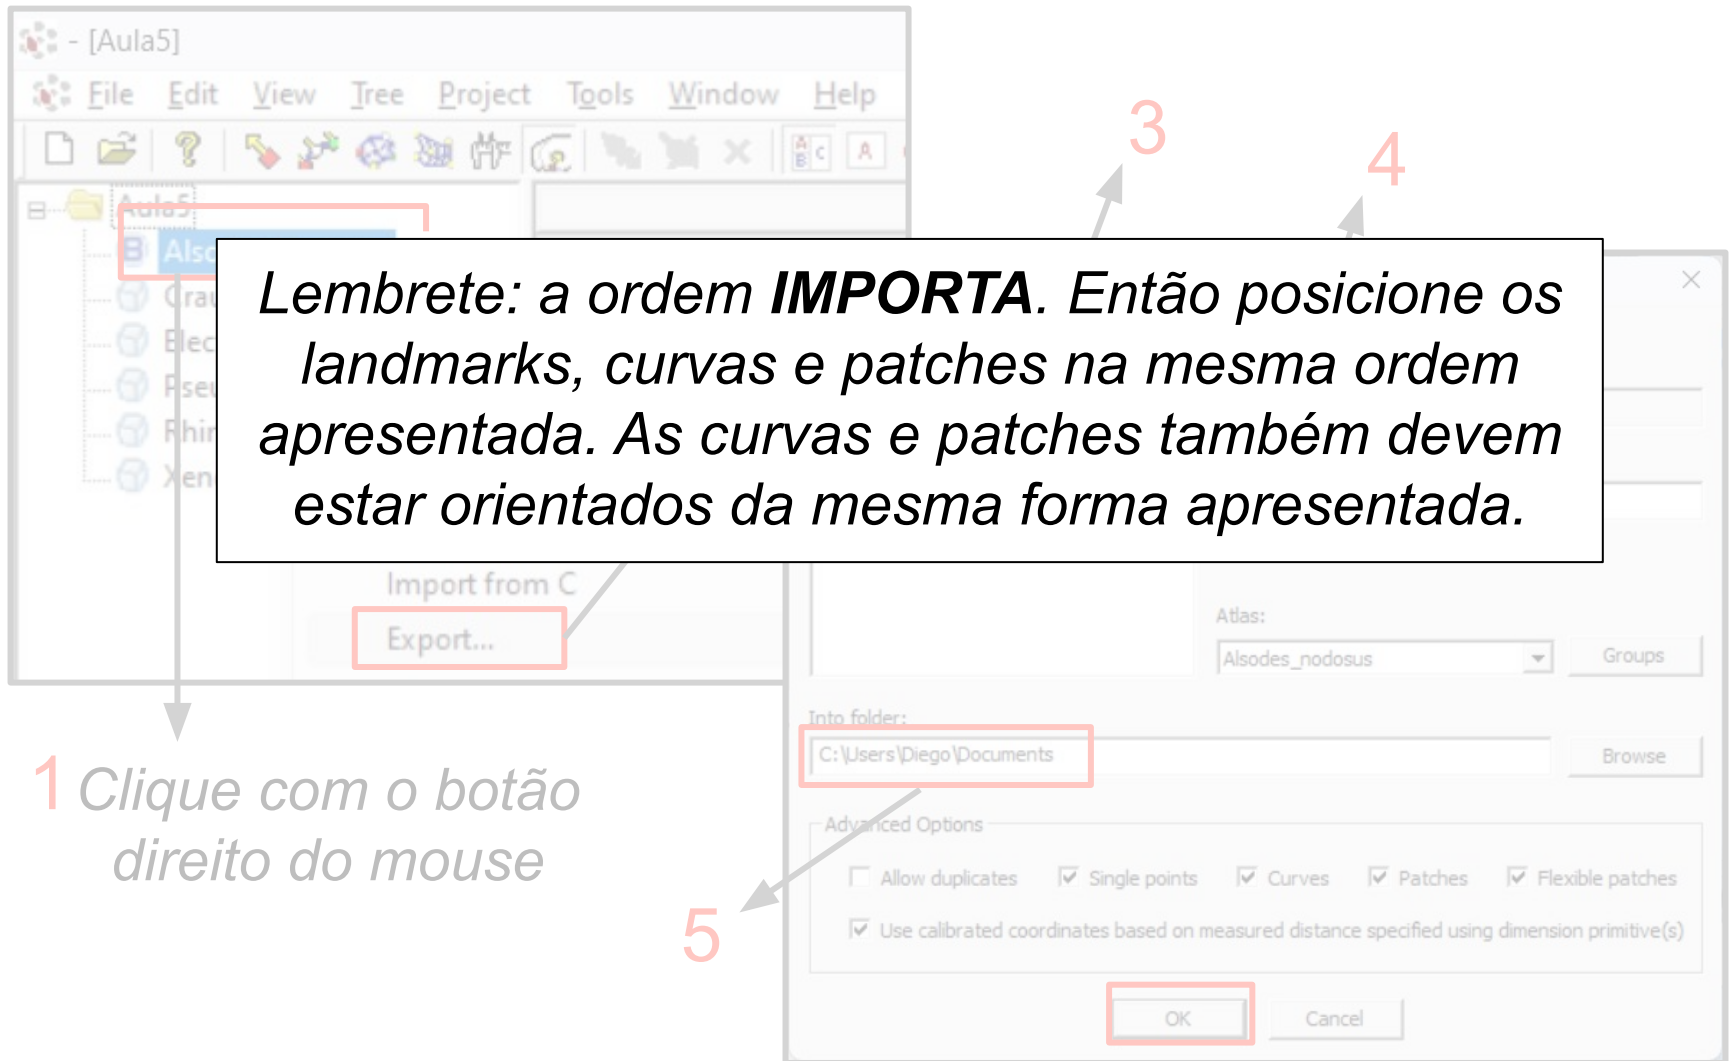 - [Aula5]
File Edit View Tree Project Tools Window Help
A B C A
3
4
Aula5
B
Lembrete: a ordem IMPORTA. Então posicione os
landmarks, curvas e patches na mesma ordem
apresentada. As curvas e patches também devem
estar orientados da mesma forma apresentada.
Import from C
Export...
Atlas:
Alsodes_nodosus
Groups
Into folder:
C:\Users\Diego\Documents
Browse
1 Clique com o botão
direito do mouse
Advanced Options
Allow duplicates Single points Curves Patches Flexible patches
Use calibrated coordinates based on measured distance specified using dimension primitive(s)
5
OK Cancel